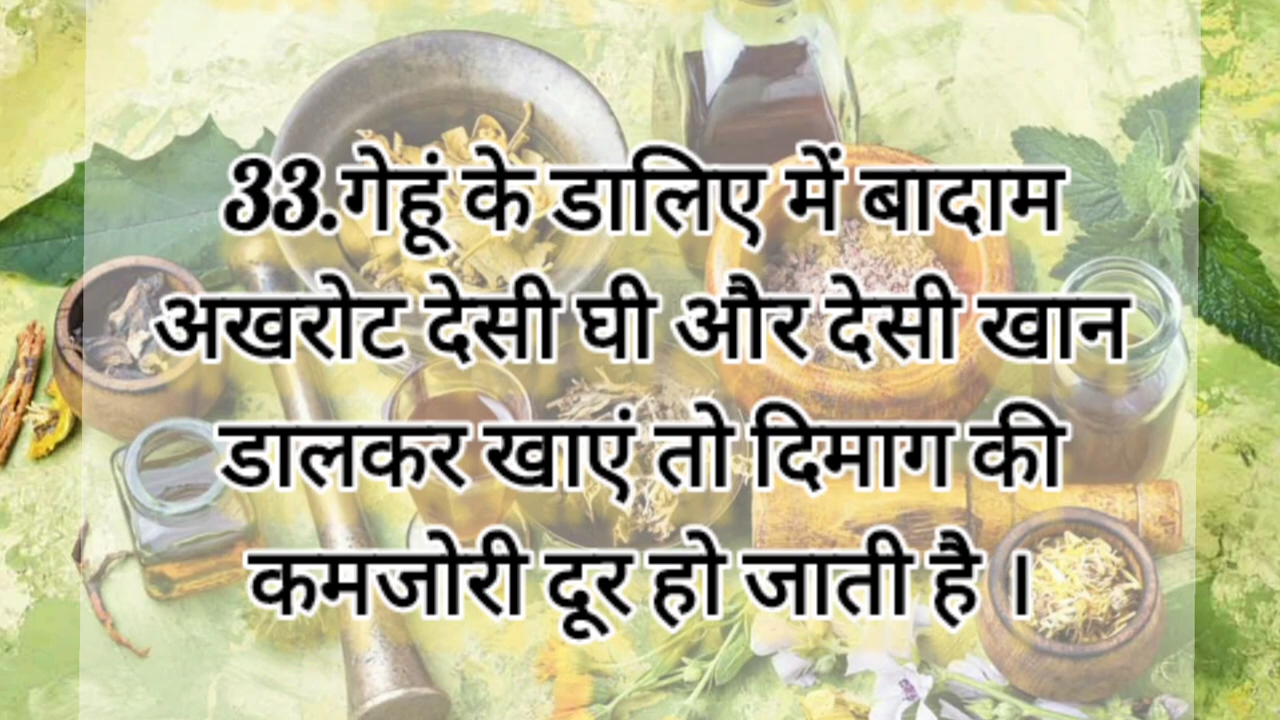 33.गेहूं के डालिए में बादाम
अखरोट देसी घी और देसी खान
डालकर खाएं तो दिमाग की
कमजोरी दूर हो जाती है ।